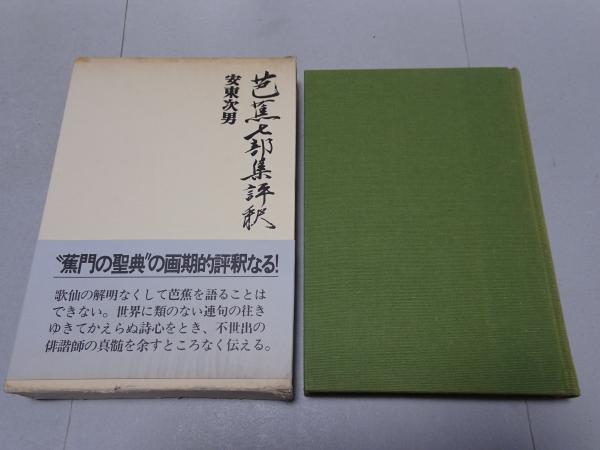 芭蕉七部集評釈
安東次男
〝蕉門の聖典〟の画期的評釈なる!
歌仙の解明なくして芭蕉を語ることは
できない。世界に類のない連句の往き
ゆきてかえらぬ詩心をとき、不世出の
俳諧師の真髄を余すところなく伝える。